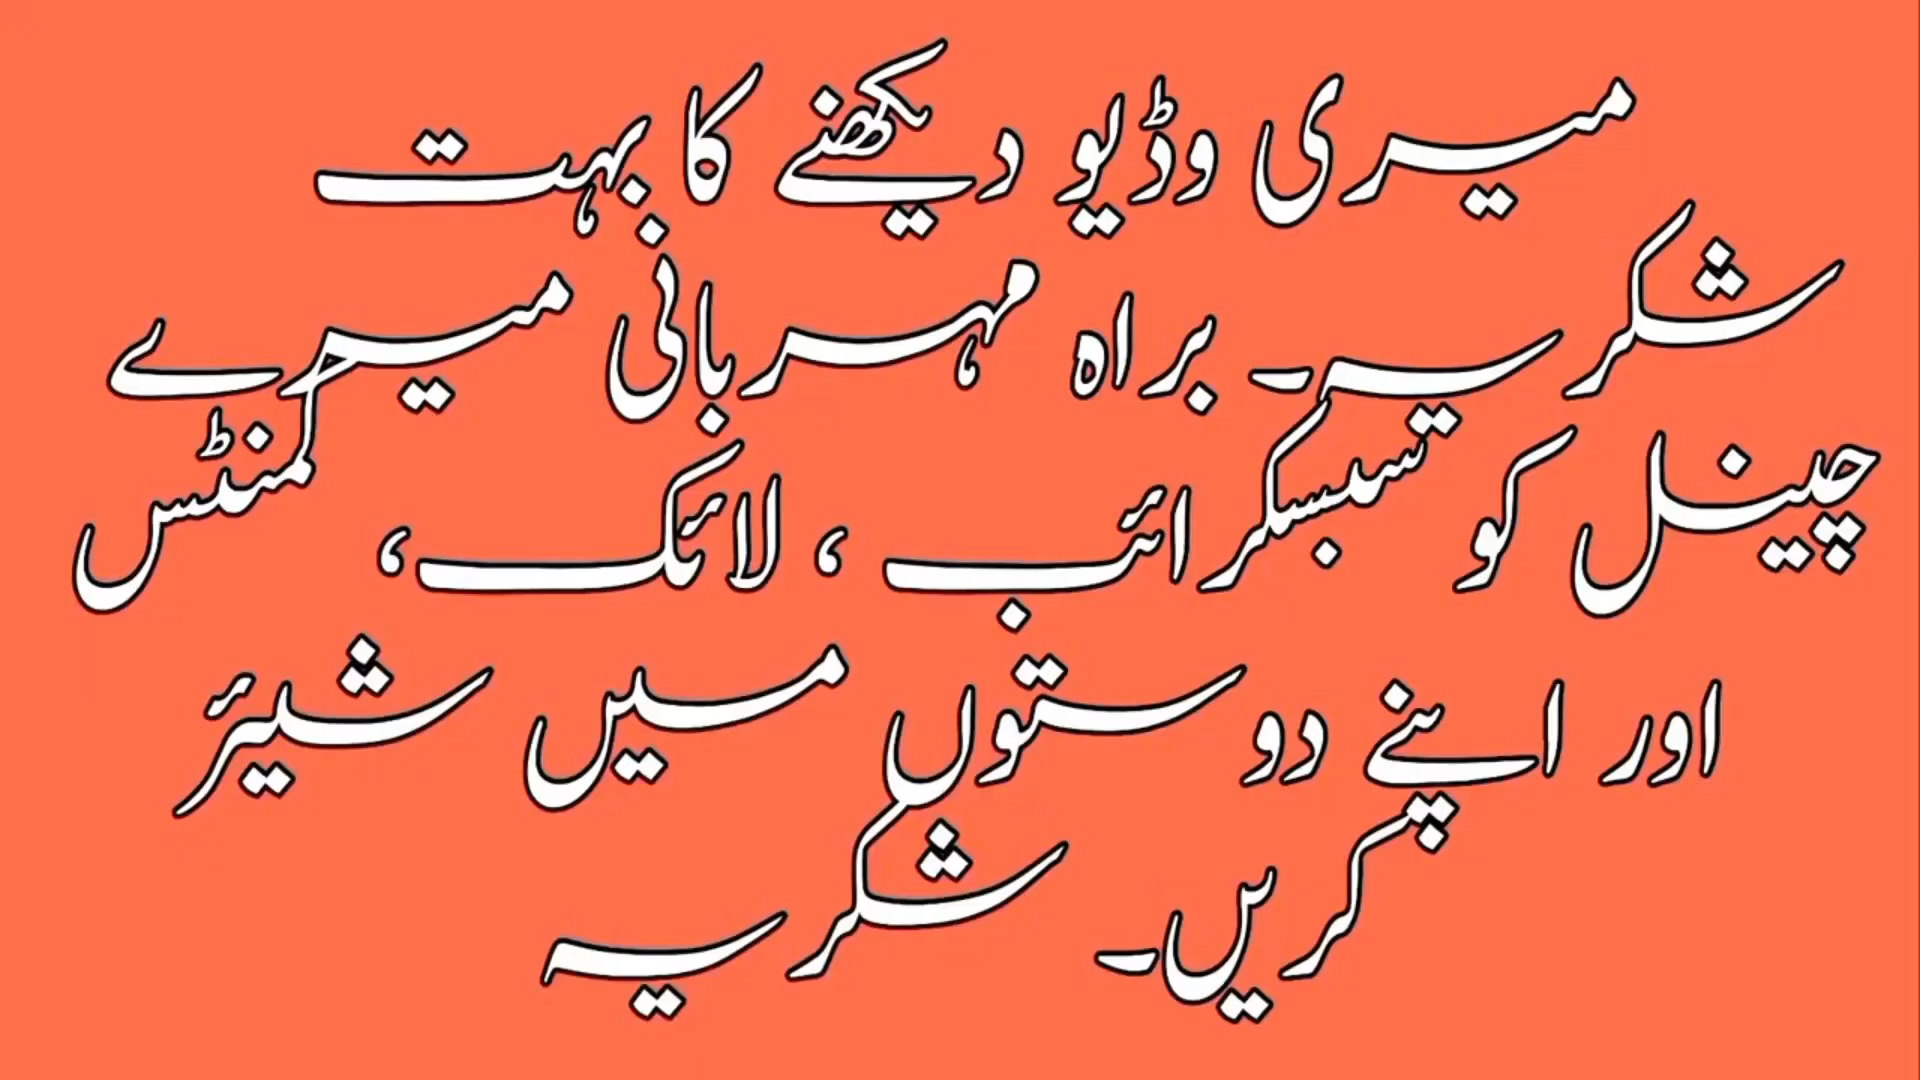 میری وڈیو دیکھنے کا بہت
شکریہ۔ براہ مہربانی میرے
چینل کو سبسکرائب ، لائک، کمنٹس
اور اپنے دوستوں میں شیئر
کریں۔ شکریہ